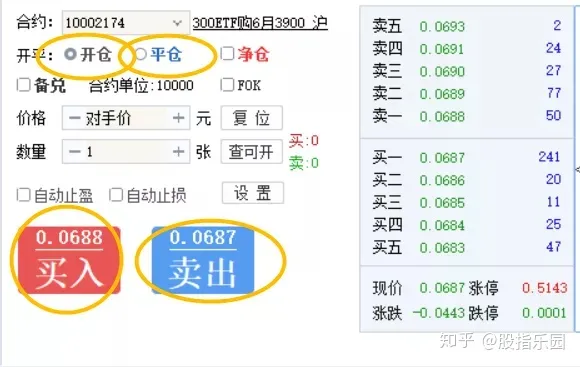 合约: 10002174 300ETF购6月3900 沪
开平: 开仓 平仓 净仓
备兑 合约单位:10000 FOK
价格 － 对手价 ＋ 元 复 位
数量 － 1 ＋ 张 查可开 买:0
卖:0
自动止盈 自动止损 设 置
0.0688 0.0687
买入 卖出
卖五 0.0693 2
卖四 0.0691 24
卖三 0.0690 27
卖二 0.0689 77
卖一 0.0688 50
买一 0.0687 241
买二 0.0686 20
买三 0.0685 11
买四 0.0684 25
买五 0.0683 47
现价 0.0687 涨停 0.5143
涨跌 -0.0443 跌停 0.0001
知乎 @股指乐园